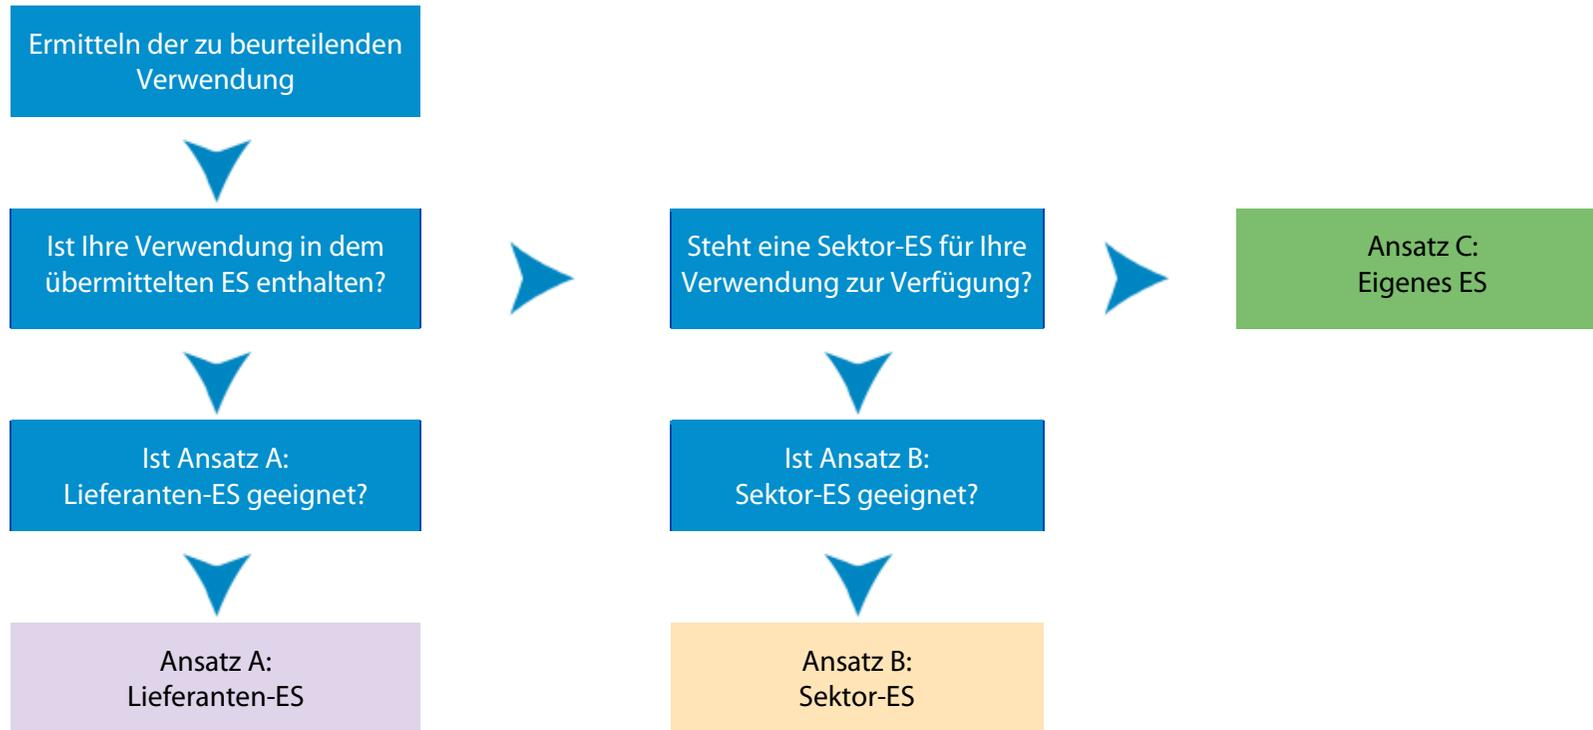 Ermitteln der zu beurteilenden
Verwendung
Ist Ihre Verwendung in dem
übermittelten ES enthalten?
Steht eine Sektor-ES für Ihre
Verwendung zur Verfügung?
Ansatz C:
Eigenes ES
Ist Ansatz A:
Lieferanten-ES geeignet?
Ist Ansatz B:
Sektor-ES geeignet?
Ansatz A:
Lieferanten-ES
Ansatz B:
Sektor-ES